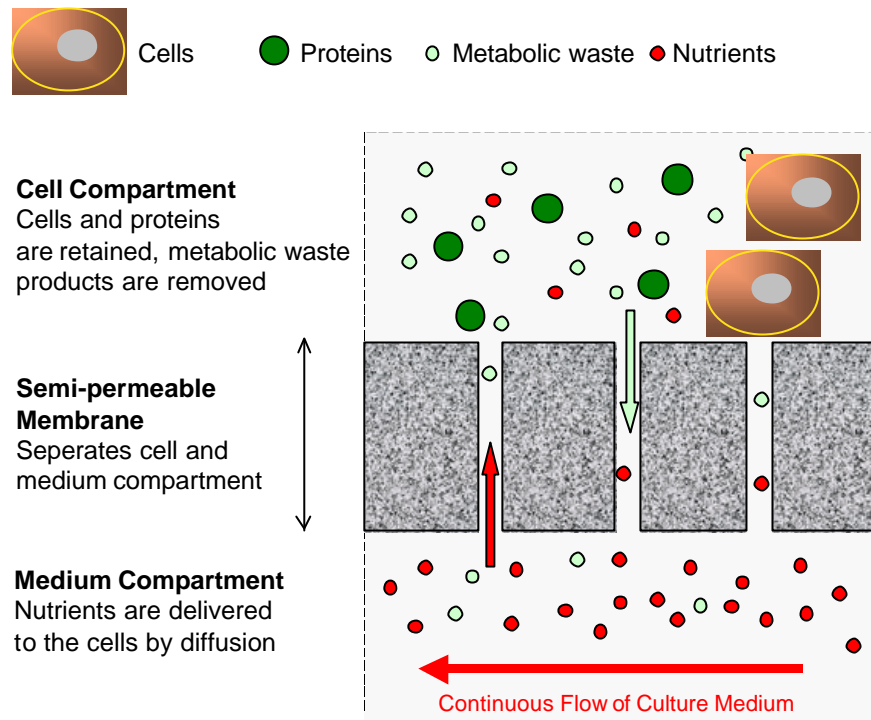 Cells
Proteins
Metabolic waste
Nutrients
Cell Compartment
Cells and proteins
are retained, metabolic waste
products are removed
Semi-permeable
Membrane
Seperates cell and
medium compartment
Medium Compartment
Nutrients are delivered
to the cells by diffusion
Continuous Flow of Culture Medium